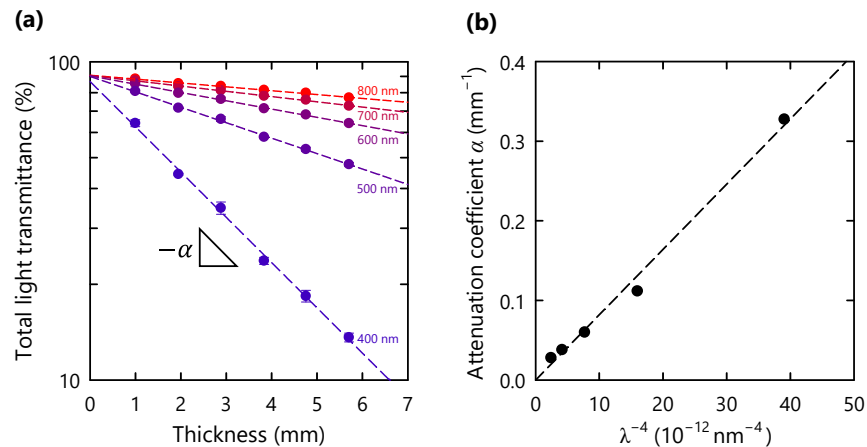 (a)
100
10
Total light transmittance (%)
0 1 2 3 4 5 6 7
Thickness (mm)
800 nm
700 nm
600 nm
500 nm
400 nm
−α
(b)
0.4
0.3
0.2
0.1
0.0
Attenuation coefficient α (mm⁻¹)
0 10 20 30 40 50
λ⁻⁴ (10⁻¹² nm⁻⁴)